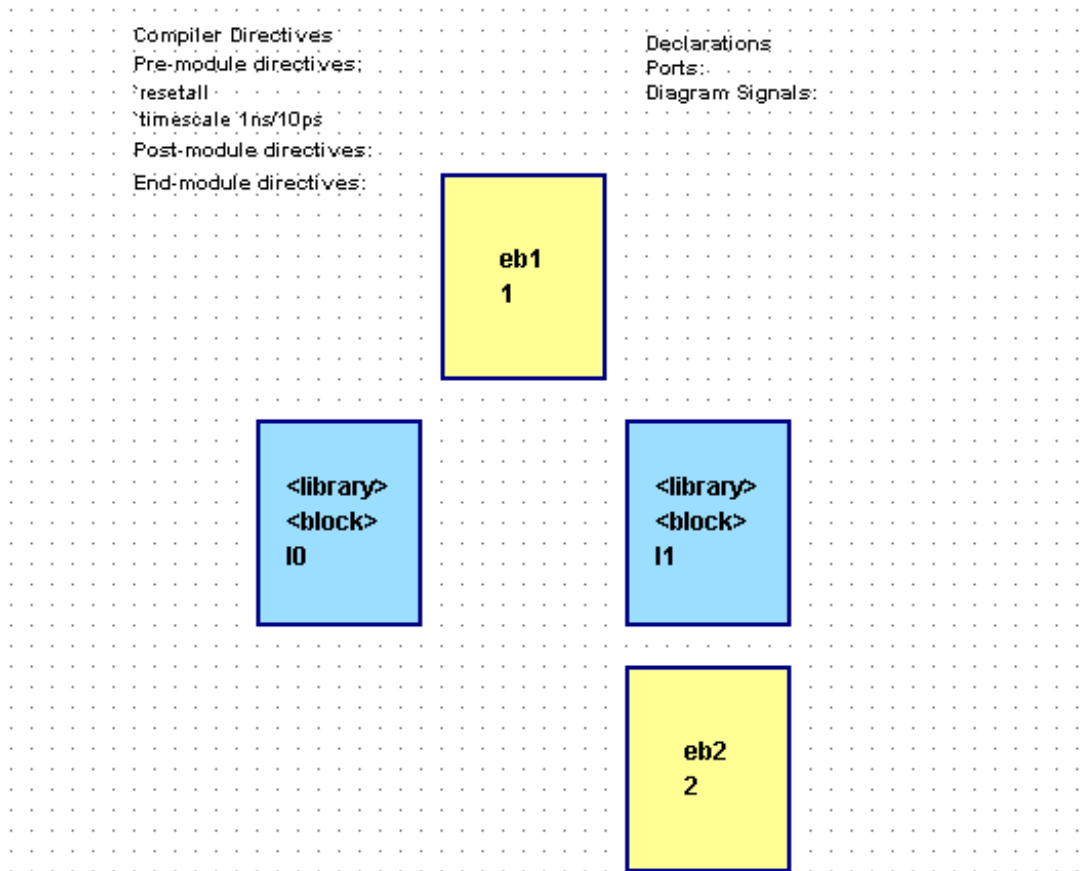 Compiler Directives
Pre-module directives:
`resetall
`timescale 1ns/10ps
Post-module directives:
End-module directives:
Declarations
Ports:
Diagram Signals:
eb1
1
<library>
<block>
I0
<library>
<block>
I1
eb2
2